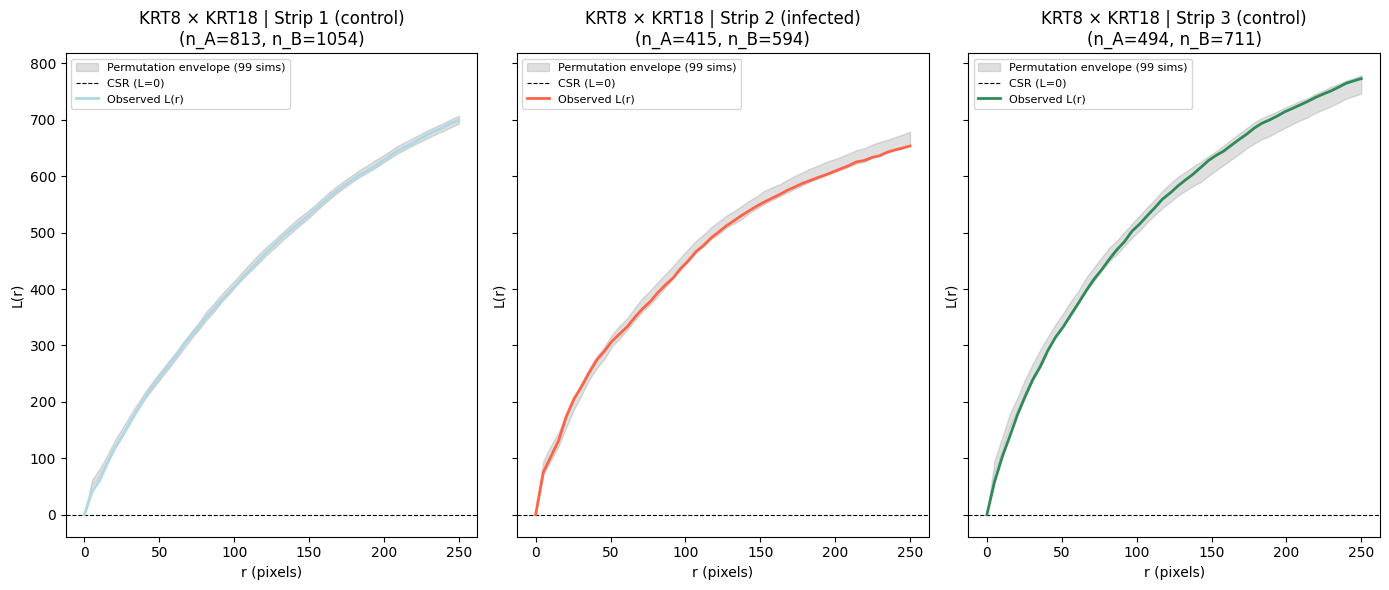 KRT8 × KRT18 | Strip 1 (control)
(n_A=813, n_B=1054)
Permutation envelope (99 sims)
CSR (L=0)
Observed L(r)
L(r)
800
700
600
500
400
300
200
100
0
0 50 100 150 200 250
r (pixels)
KRT8 × KRT18 | Strip 2 (infected)
(n_A=415, n_B=594)
Permutation envelope (99 sims)
CSR (L=0)
Observed L(r)
L(r)
0 50 100 150 200 250
r (pixels)
KRT8 × KRT18 | Strip 3 (control)
(n_A=494, n_B=711)
Permutation envelope (99 sims)
CSR (L=0)
Observed L(r)
L(r)
0 50 100 150 200 250
r (pixels)